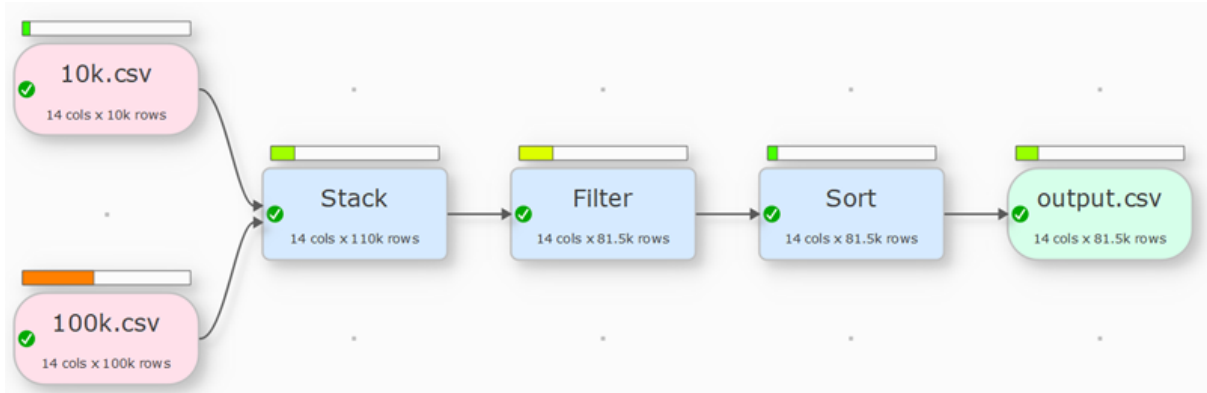 10k.csv
14 cols x 10k rows
Stack
14 cols x 110k rows
Filter
14 cols x 81.5k rows
Sort
14 cols x 81.5k rows
output.csv
14 cols x 81.5k rows
100k.csv
14 cols x 100k rows